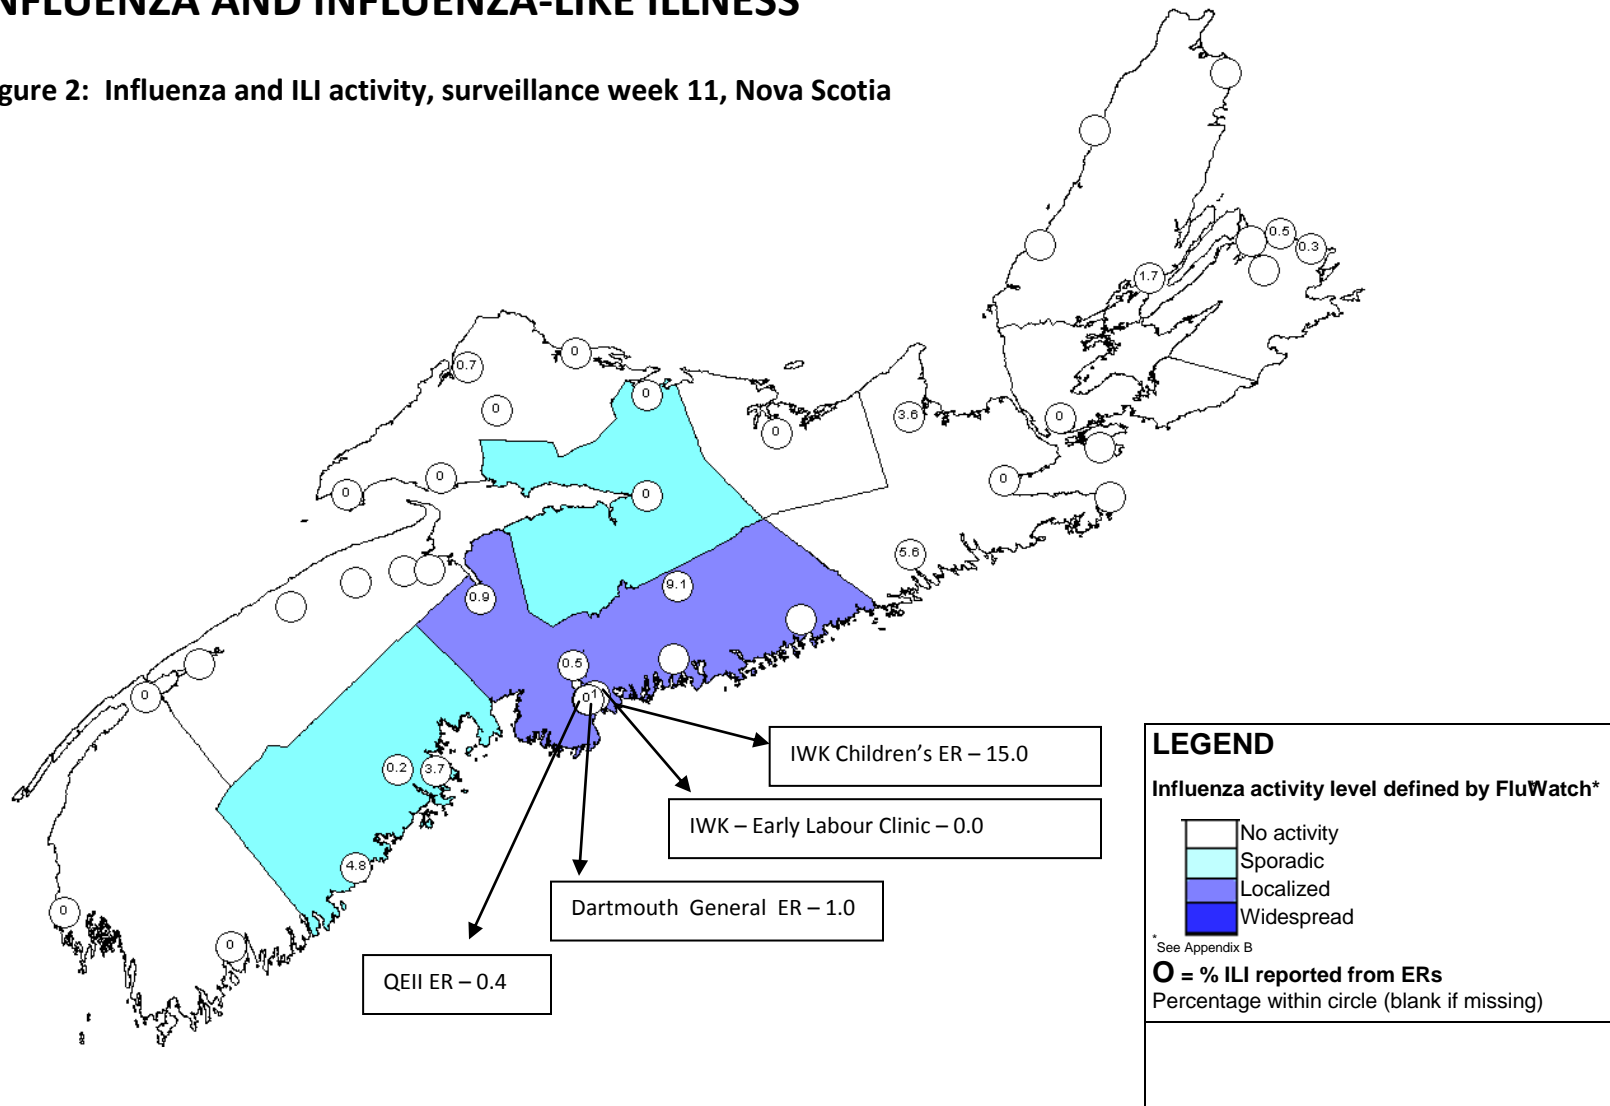 NFLUENZA AND INFLUENZA-LIKE ILLNESS
gure 2: Influenza and ILI activity, surveillance week 11, Nova Scotia
0.5
0.3
1.7
0
0.7
0
0
3.6
0
0
0
0
0
0
0
5.6
9.1
0.9
0.5
0
0
1
IWK Children’s ER – 15.0
0.2
3.7
IWK – Early Labour Clinic – 0.0
4.8
Dartmouth General ER – 1.0
0
0
QEII ER – 0.4
LEGEND
Influenza activity level defined by FluWatch*
No activity
Sporadic
Localized
Widespread
*See Appendix B
O = % ILI reported from ERs
Percentage within circle (blank if missing)